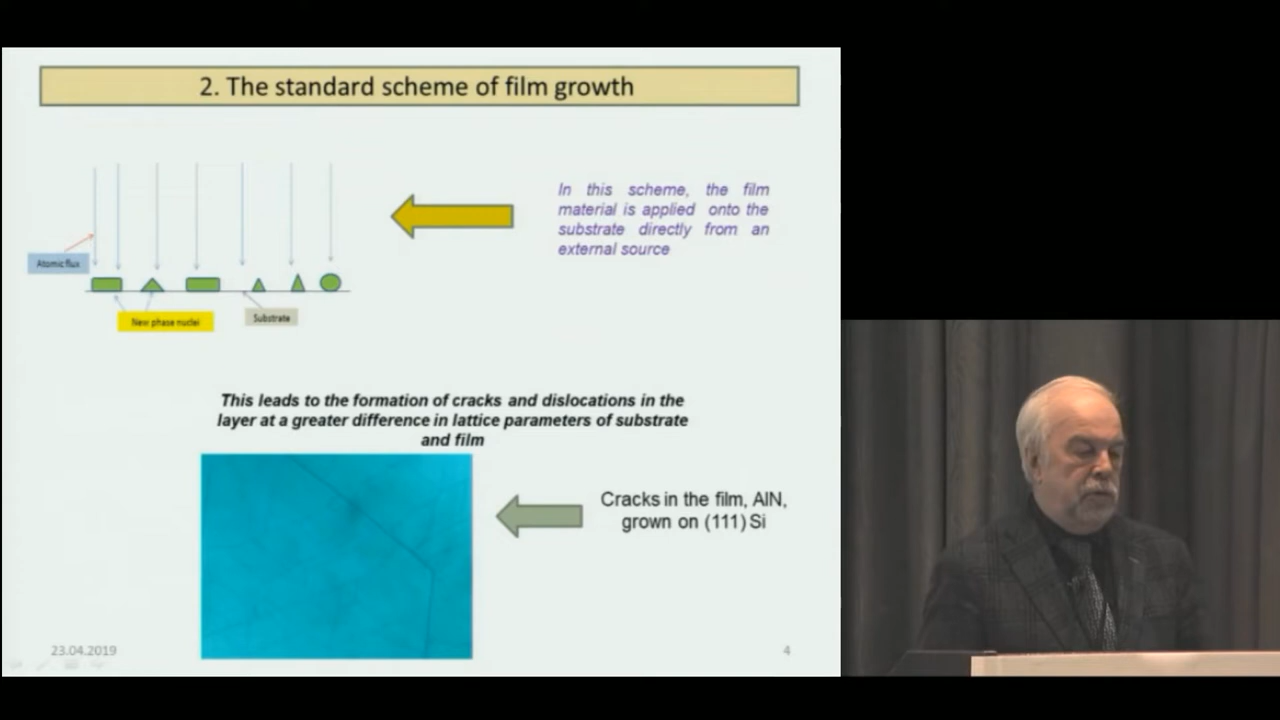 2. The standard scheme of film growth
In this scheme, the film
material is applied onto the
substrate directly from an
external source
Atomic flux
New phase nuclei
Substrate
This leads to the formation of cracks and dislocations in the
layer at a greater difference in lattice parameters of substrate
and film
Cracks in the film, AlN,
grown on (111) Si
23.04.2019
4